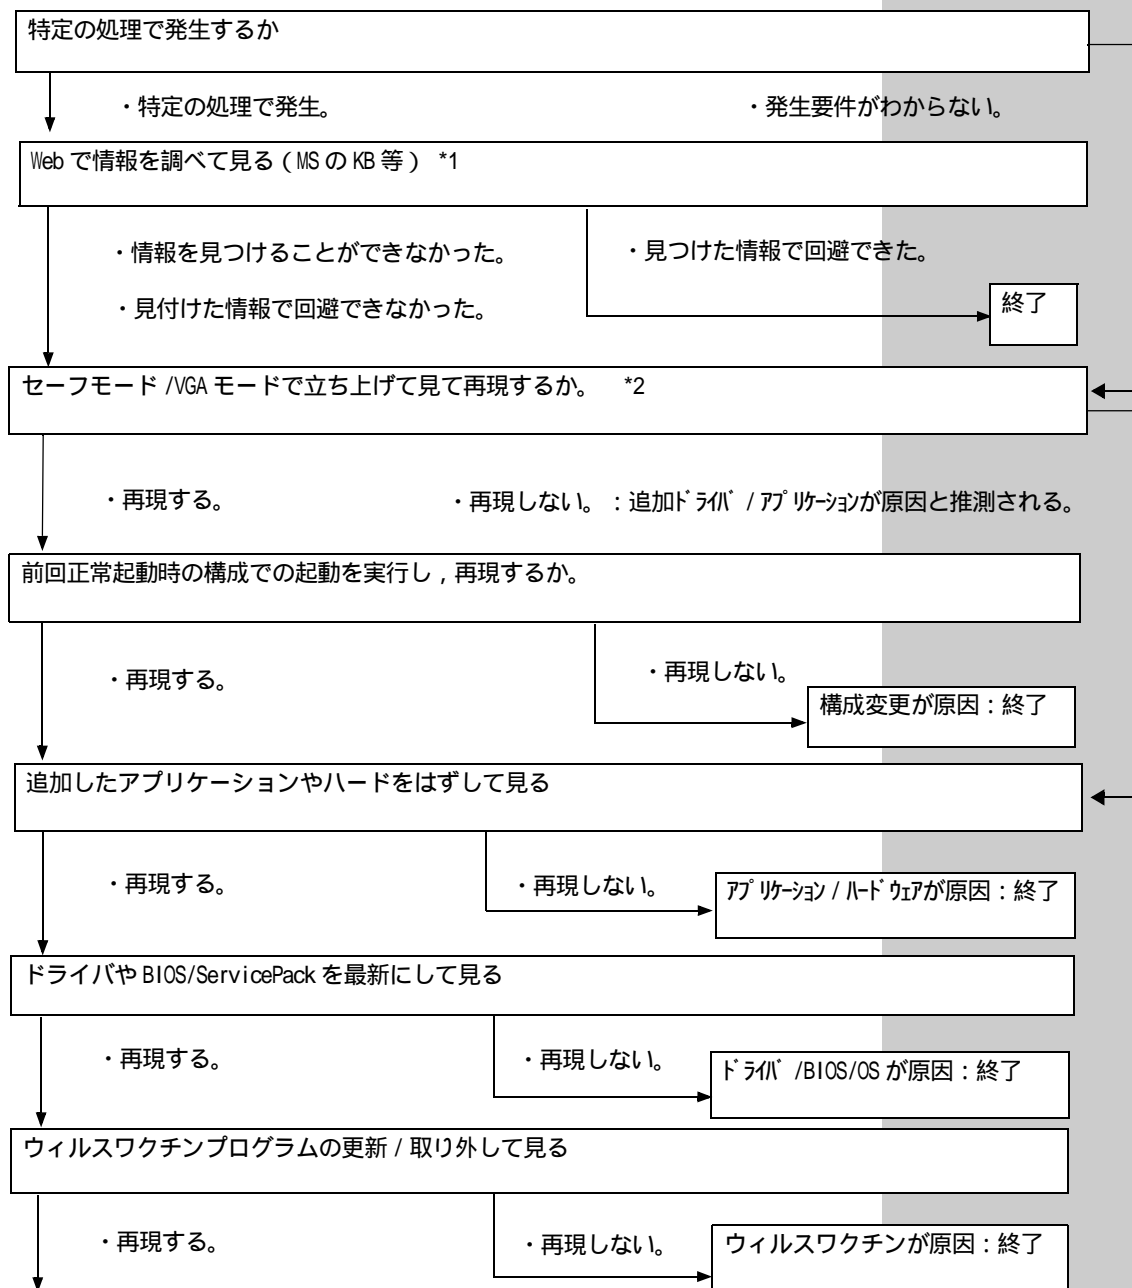 特定の処理で発生するか
・特定の処理で発生。
・発生要件がわからない。
Web で情報を調べて見る ( MS の KB 等 ) *1
・情報を見つけることができなかった。
・見つけた情報で回避できた。
・見付けた情報で回避できなかった。
終了
セーフモード /VGA モードで立ち上げて見て再現するか。 *2
・再現する。
・再現しない。 : 追加ﾄﾞﾗｲﾊﾞ / ｱﾌﾟﾘｹｰｼｮﾝが原因と推測される。
前回正常起動時の構成での起動を実行し , 再現するか。
・再現する。
・再現しない。
構成変更が原因 : 終了
追加したアプリケーションやハードをはずして見る
・再現する。
・再現しない。
ｱﾌﾟﾘｹｰｼｮﾝ / ﾊｰﾄﾞｳｪｱが原因 : 終了
ドライバや BIOS/ServicePack を最新にして見る
・再現する。
・再現しない。
ﾄﾞﾗｲﾊﾞ /BIOS/OS が原因 : 終了
ウィルスワクチンプログラムの更新 / 取り外して見る
・再現する。
・再現しない。
ウィルスワクチンが原因 : 終了